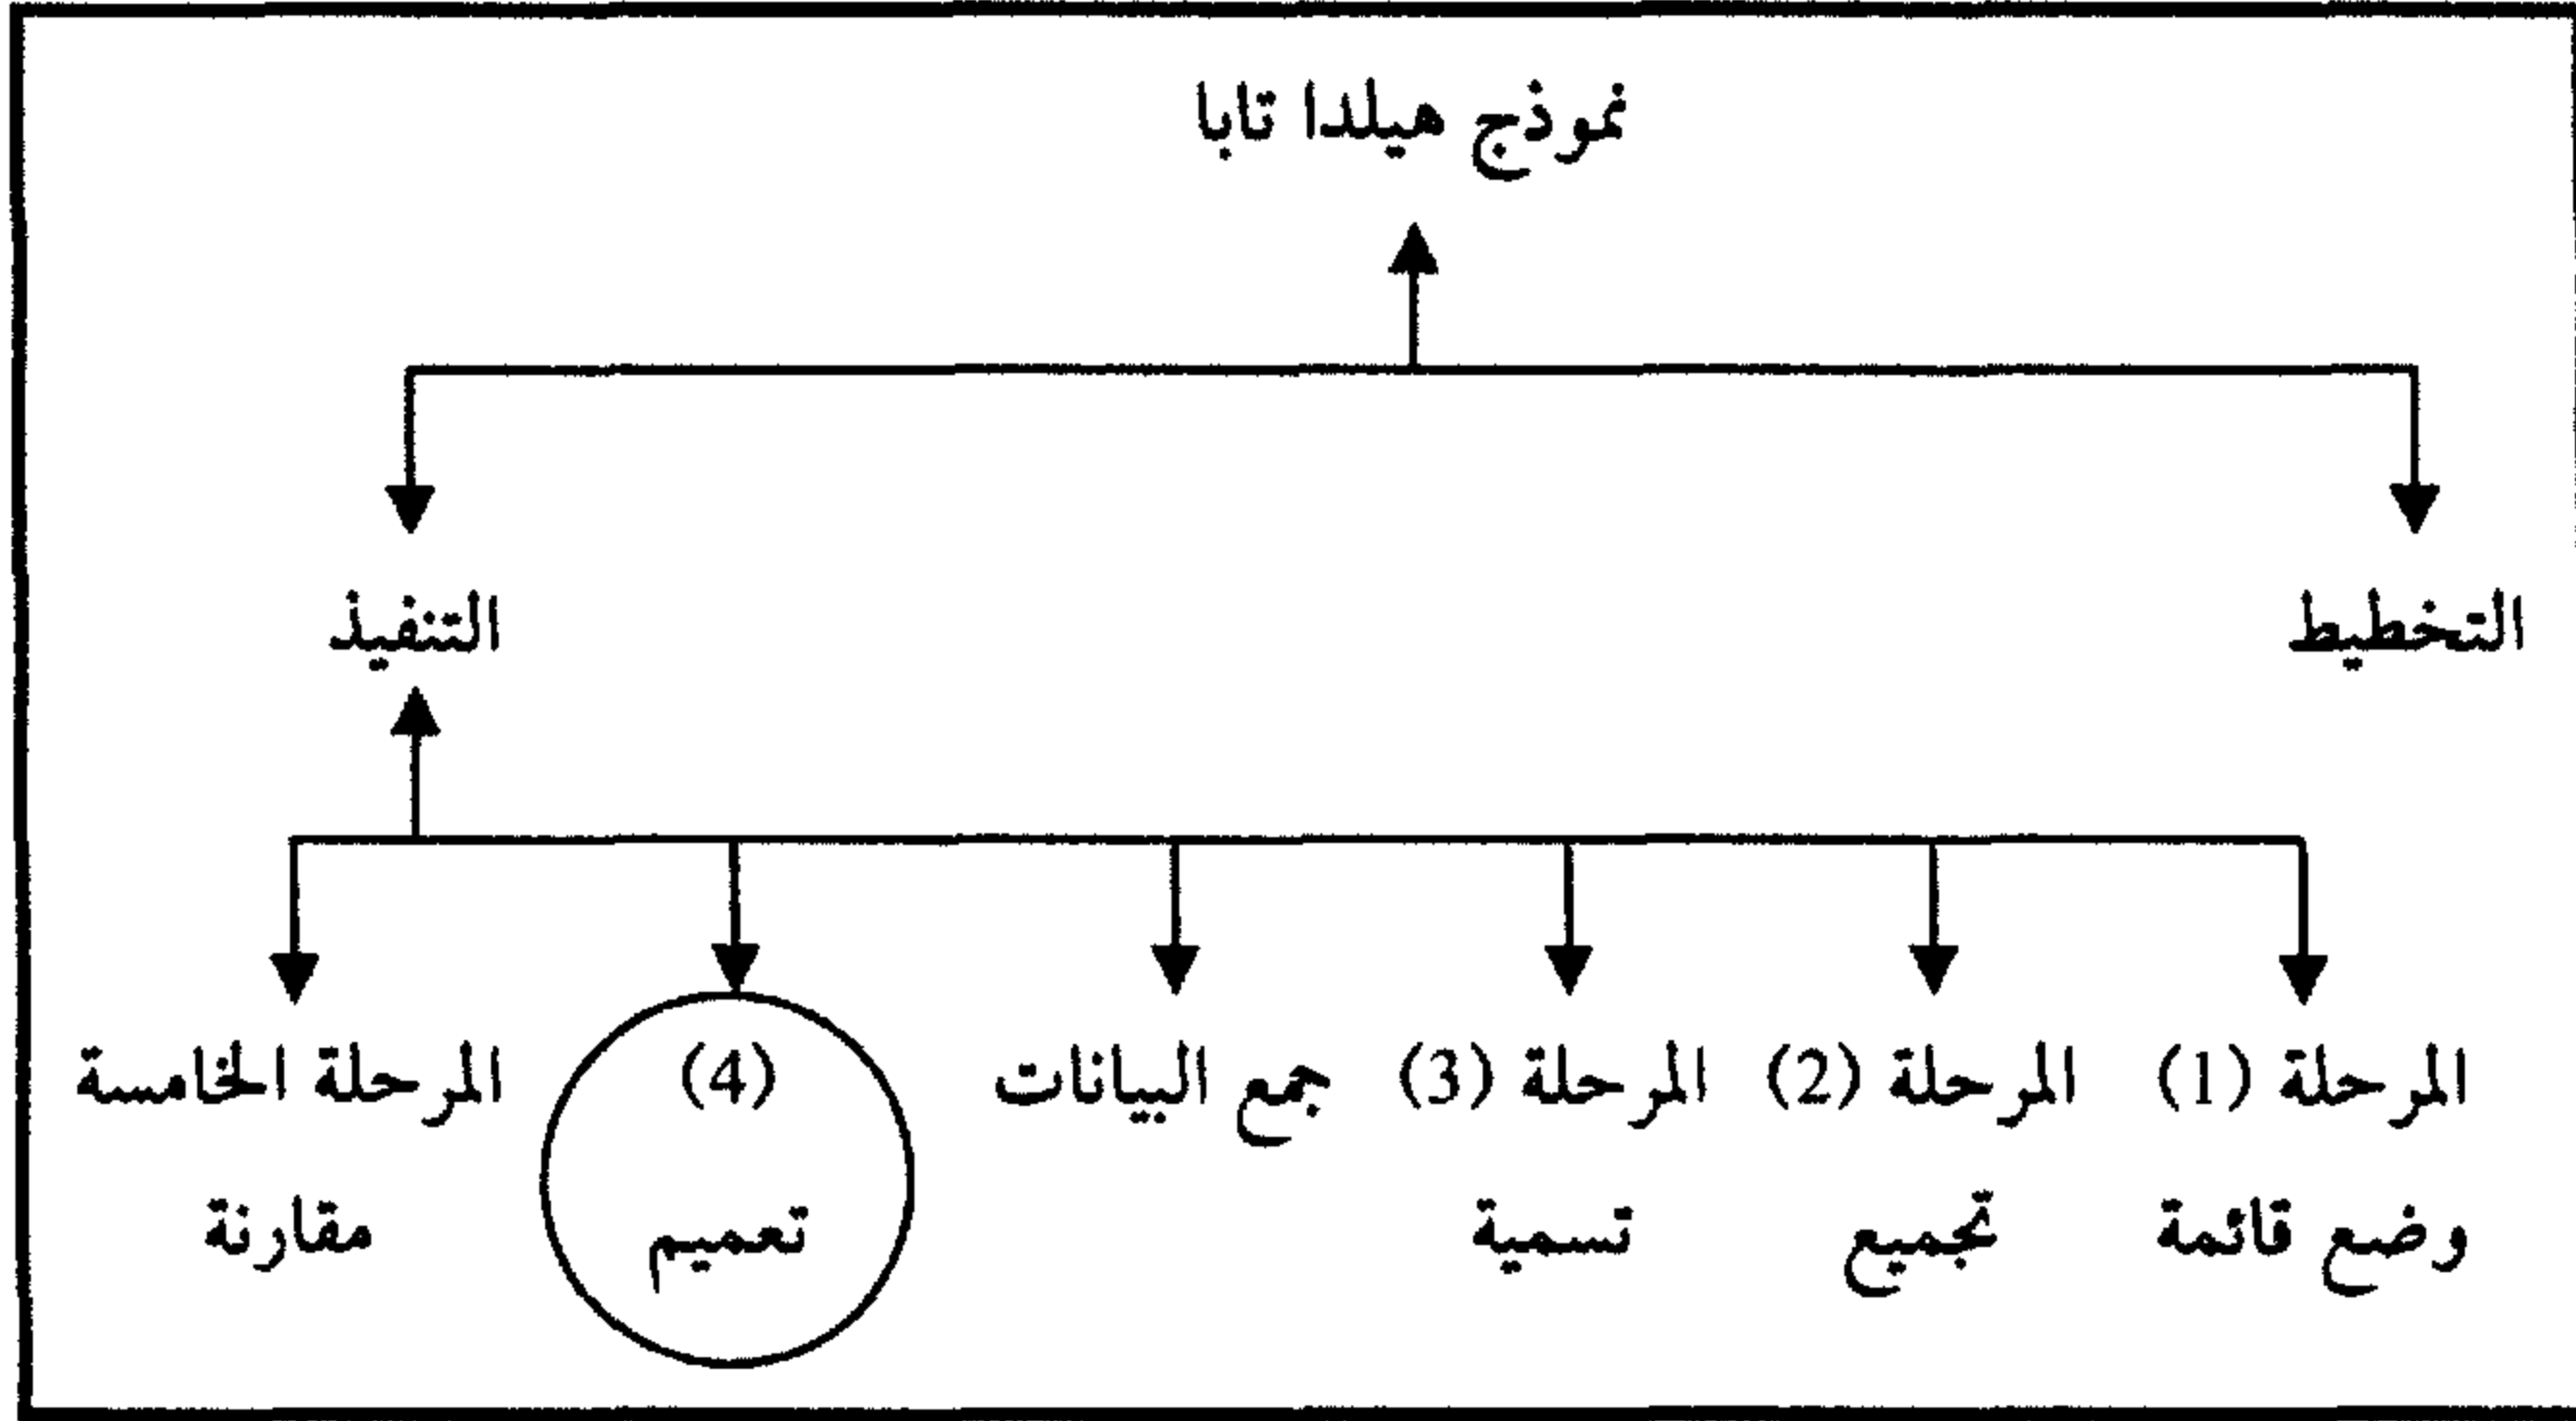 نموذج هيلدا تابا
التخطيط التنفيذ
المرحلة (1) المرحلة (2) المرحلة (3) جمع البيانات (4) المرحلة الخامسة
وضع قائمة تجميع تسمية تعميم مقارنة